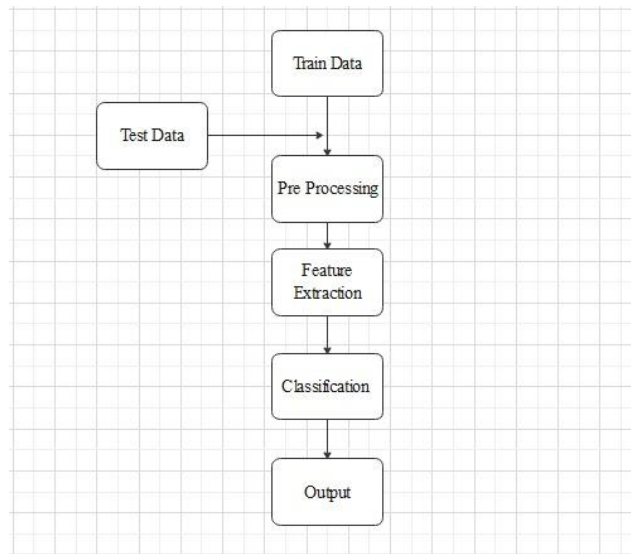 Train Data
Test Data
Pre Processing
Feature
Extraction
Classification
Output